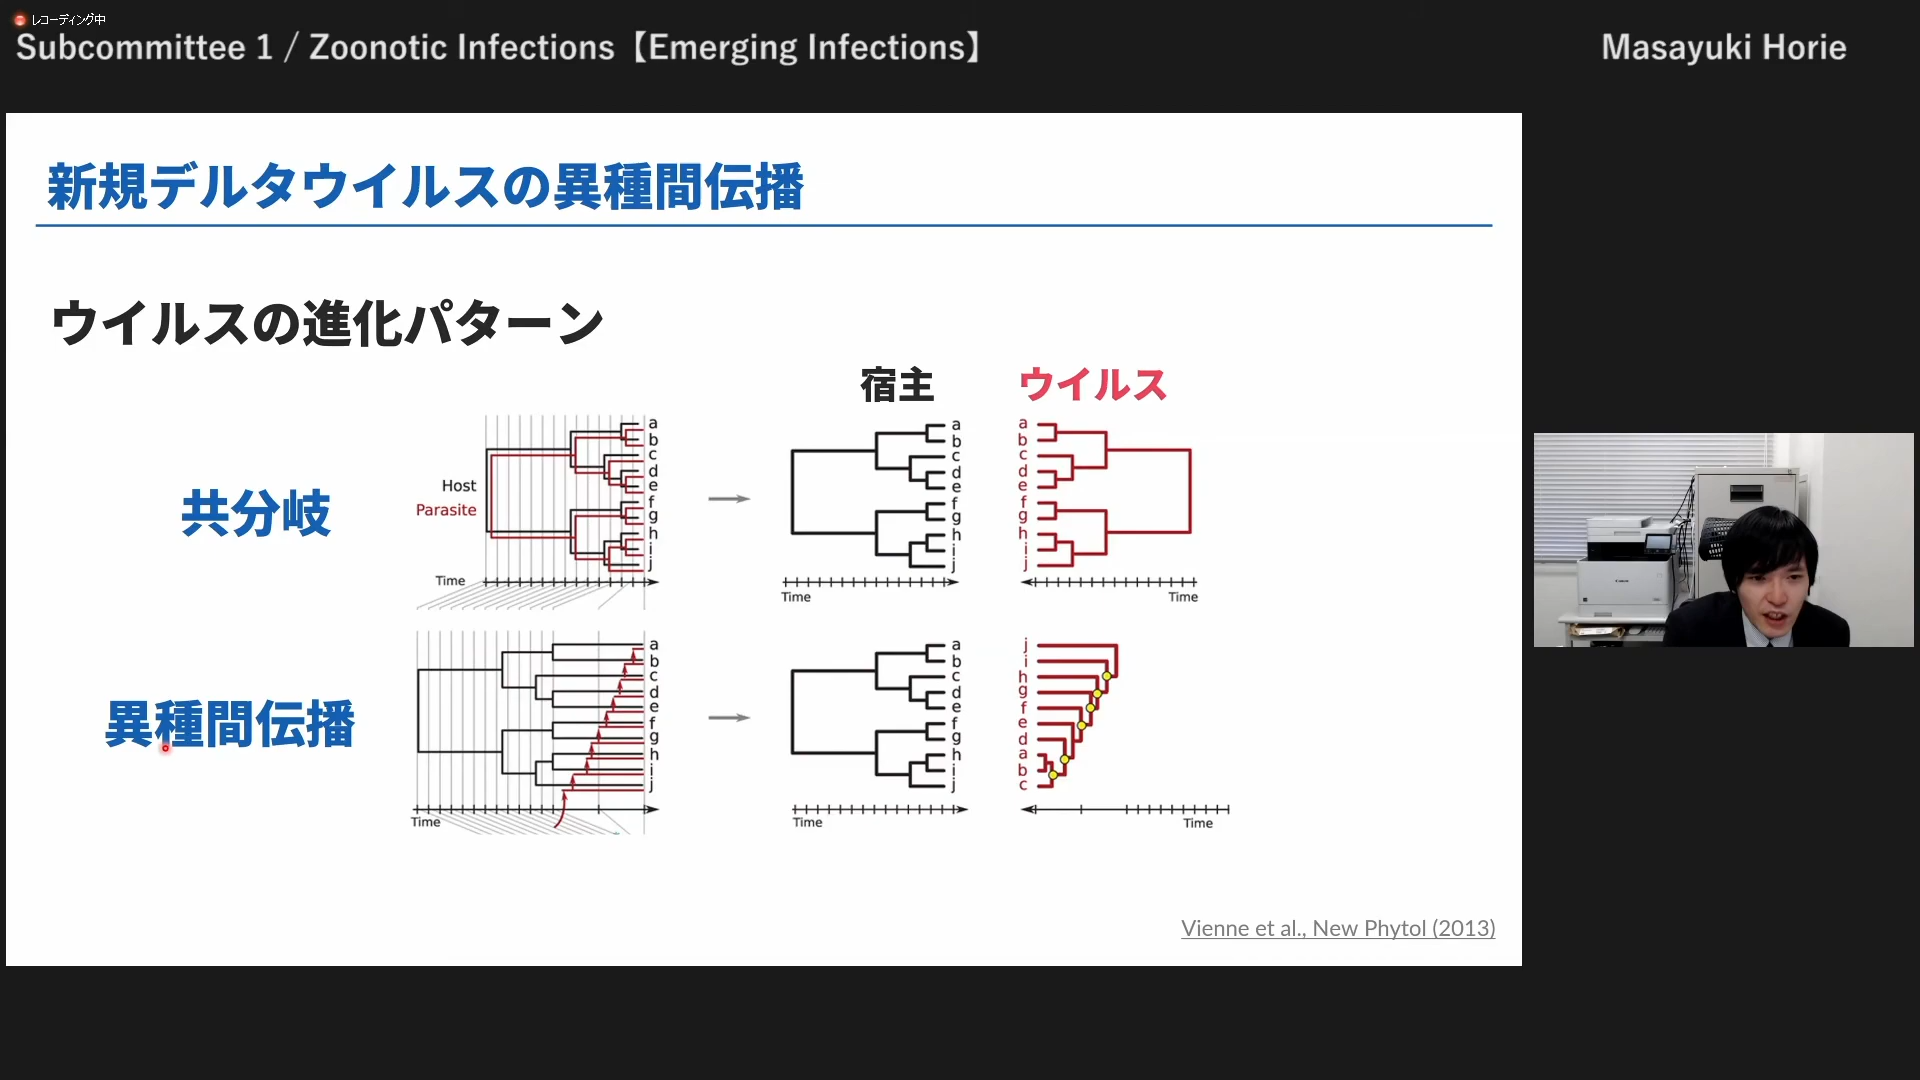 レコーディング中
Subcommittee 1 / Zoonotic Infections【Emerging Infections】
Masayuki Horie
新規デルタウイルスの異種間伝播
ウイルスの進化パターン
宿主
ウイルス
共分岐
Host
Parasite
a
b
c
d
e
f
g
h
i
j
Time
a
b
c
d
e
f
g
h
i
j
Time
a
b
c
d
e
f
g
h
i
j
Time
異種間伝播
a
b
c
d
e
f
g
h
i
j
Time
a
b
c
d
e
f
g
h
i
j
Time
j
i
h
g
f
e
d
a
b
c
Time
Vienne et al., New Phytol (2013)